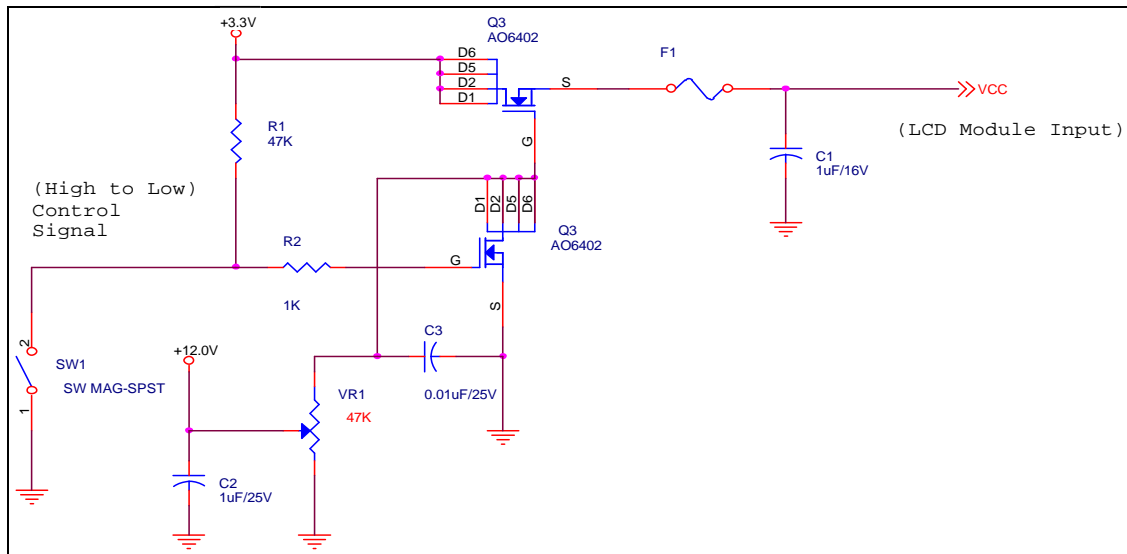 +3.3V
Q3
AO6402
D6
D5
D2
D1
S
G
F1
VCC
(LCD Module Input)
R1
47K
C1
1uF/16V
(High to Low)
Control
Signal
D1
D2
D5
D6
Q3
AO6402
R2
G
1K
S
2
SW1
SW MAG-SPST
1
+12.0V
C3
0.01uF/25V
VR1
47K
C2
1uF/25V